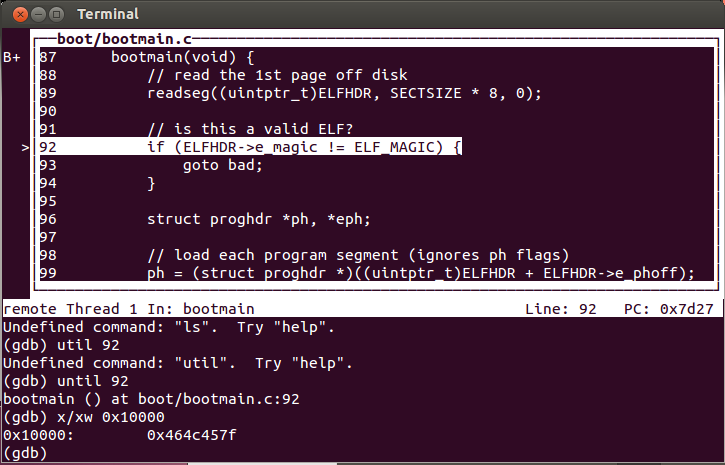 Terminal
boot/bootmain.c
B+ 87 bootmain(void) {
88 // read the 1st page off disk
89 readseg((uintptr_t)ELFHDR, SECTSIZE * 8, 0);
90
91 // is this a valid ELF?
> 92 if (ELFHDR->e_magic != ELF_MAGIC) {
93 goto bad;
94 }
95
96 struct proghdr *ph, *eph;
97
98 // load each program segment (ignores ph flags)
99 ph = (struct proghdr *)((uintptr_t)ELFHDR + ELFHDR->e_phoff);
remote Thread 1 In: bootmain Line: 92 PC: 0x7d27
Undefined command: "ls". Try "help".
(gdb) util 92
Undefined command: "util". Try "help".
(gdb) until 92
bootmain () at boot/bootmain.c:92
(gdb) x/xw 0x10000
0x10000: 0x464c457f
(gdb)